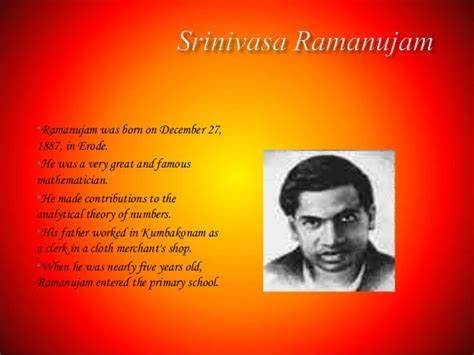 Srinivasa Ramanujam
•Ramanujam was born on December 27,
1887, in Erode.
•He was a very great and famous
mathematician.
•He made contributions to the
analytical theory of numbers.
•His father worked in Kumbakonam as
a clerk in a cloth merchant's shop.
•When he was nearly five years old,
Ramanujam entered the primary school.